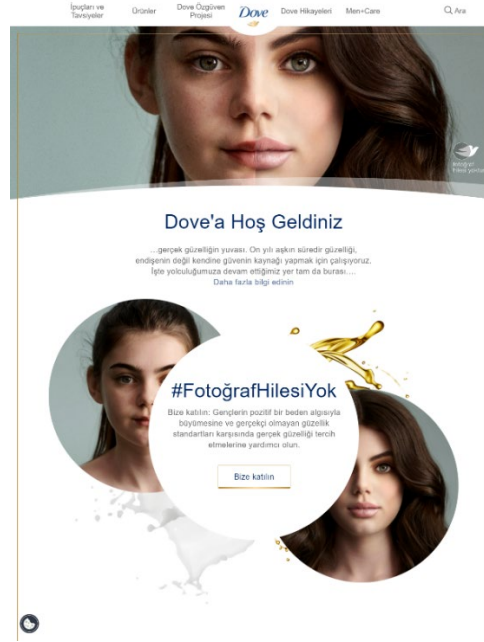 İpuçları ve
Tavsiyeler
Ürünler
Dove Özgüven
Projesi
Dove
Dove Hikayeleri
Men+Care
Ara
Dove'a Hoş Geldiniz
…gerçek güzelliğin yuvası. On yılı aşkın süredir güzelliği,
endişenin değil kendine güvenin kaynağı yapmak için çalışıyoruz.
İşte yolculuğumuza devam ettiğimiz yer tam da burası….
Daha fazla bilgi edinin
#FotoğrafHilesiYok
Bize katılın: Gençlerin pozitif bir beden algısıyla
büyümesine ve gerçekçi olmayan güzellik
standartları karşısında gerçek güzelliği tercih
etmelerine yardımcı olun.
Bize katılın